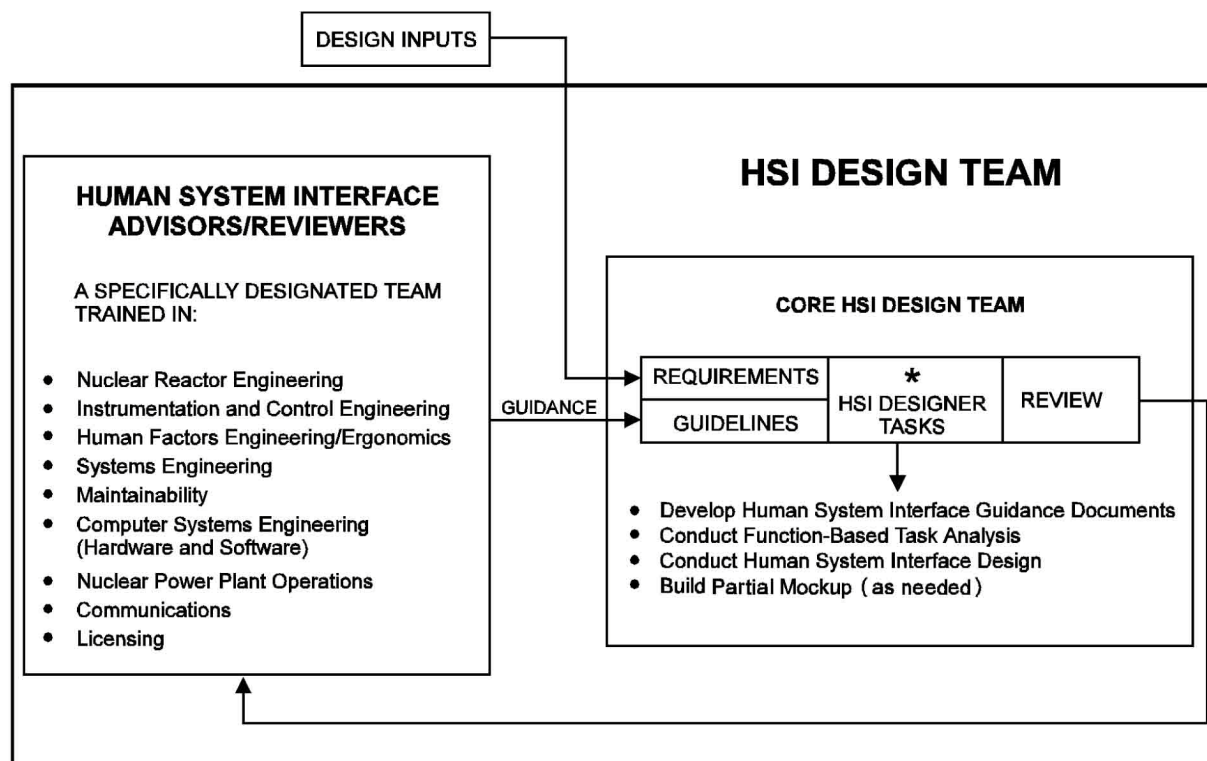 DESIGN INPUTS
HUMAN SYSTEM INTERFACE
ADVISORS/REVIEWERS
A SPECIFICALLY DESIGNATED TEAM
TRAINED IN:
• Nuclear Reactor Engineering
• Instrumentation and Control Engineering
• Human Factors Engineering/Ergonomics
• Systems Engineering
• Maintainability
• Computer Systems Engineering
(Hardware and Software)
• Nuclear Power Plant Operations
• Communications
• Licensing
GUIDANCE
HSI DESIGN TEAM
CORE HSI DESIGN TEAM
REQUIREMENTS
GUIDELINES
*
HSI DESIGNER
TASKS
REVIEW
• Develop Human System Interface Guidance Documents
• Conduct Function-Based Task Analysis
• Conduct Human System Interface Design
• Build Partial Mockup (as needed)